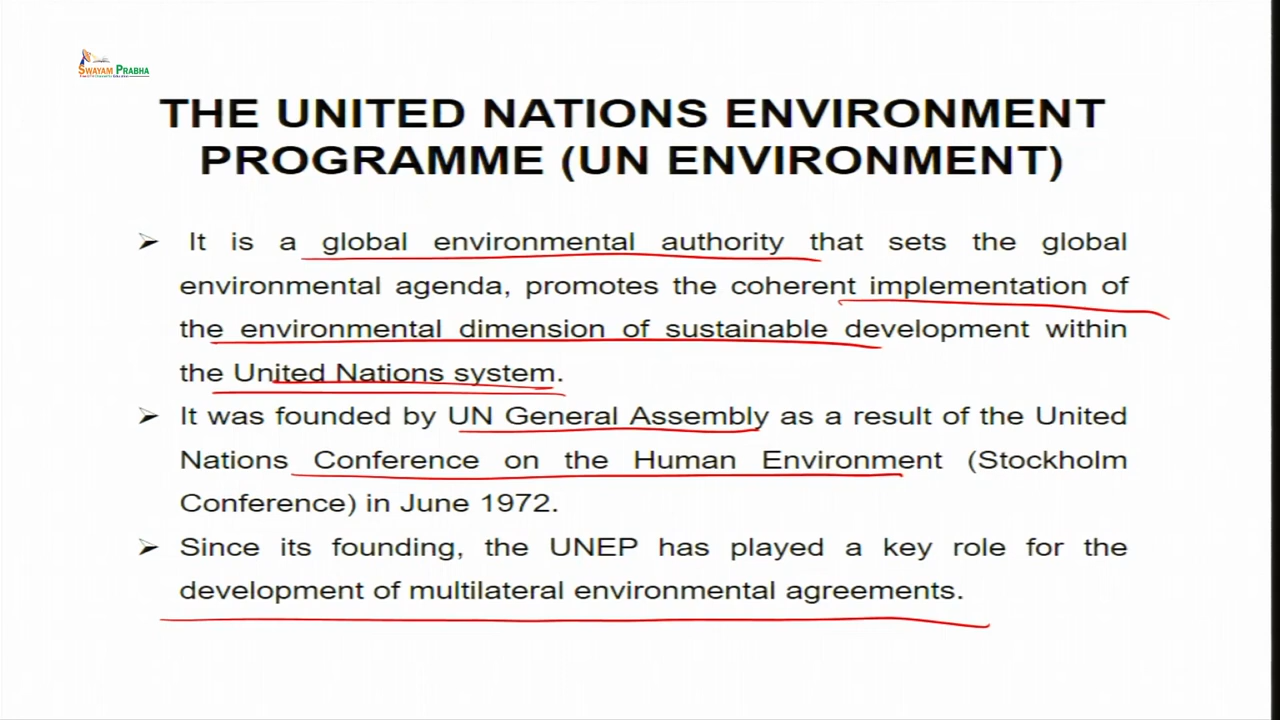 SWAYAM PRABHA
THE UNITED NATIONS ENVIRONMENT
PROGRAMME (UN ENVIRONMENT)
➢ It is a global environmental authority that sets the global
environmental agenda, promotes the coherent implementation of
the environmental dimension of sustainable development within
the United Nations system.
➢ It was founded by UN General Assembly as a result of the United
Nations Conference on the Human Environment (Stockholm
Conference) in June 1972.
➢ Since its founding, the UNEP has played a key role for the
development of multilateral environmental agreements.